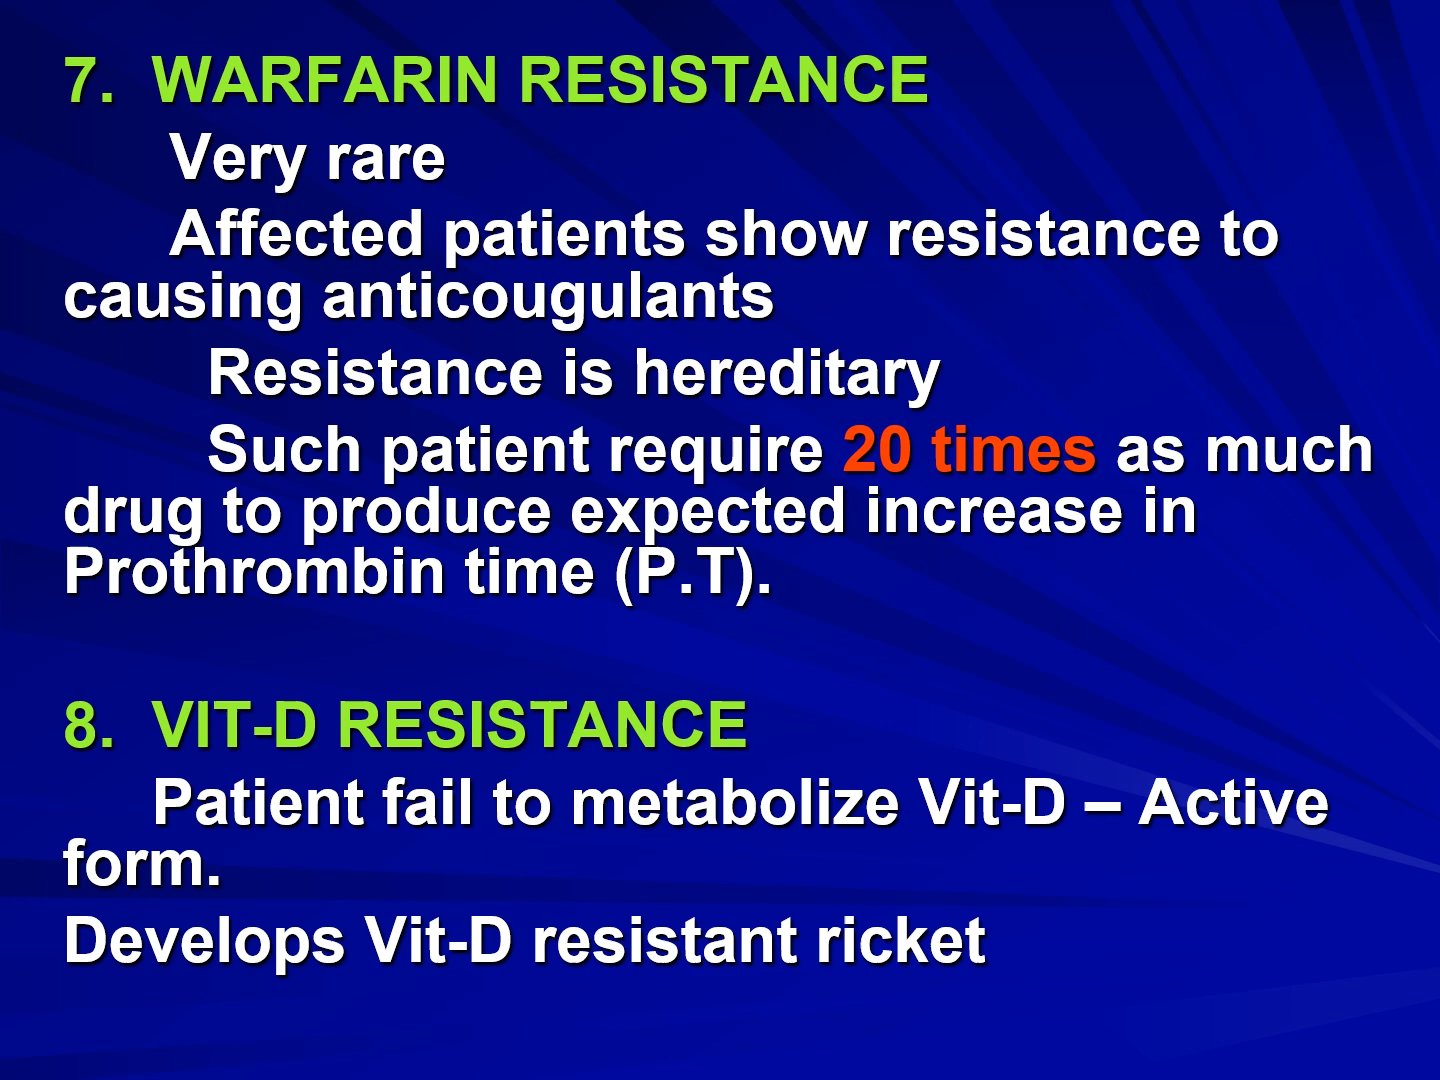 7. WARFARIN RESISTANCE
Very rare
Affected patients show resistance to
causing anticougulants
Resistance is hereditary
Such patient require 20 times as much
drug to produce expected increase in
Prothrombin time (P.T).
8. VIT-D RESISTANCE
Patient fail to metabolize Vit-D – Active
form.
Develops Vit-D resistant ricket